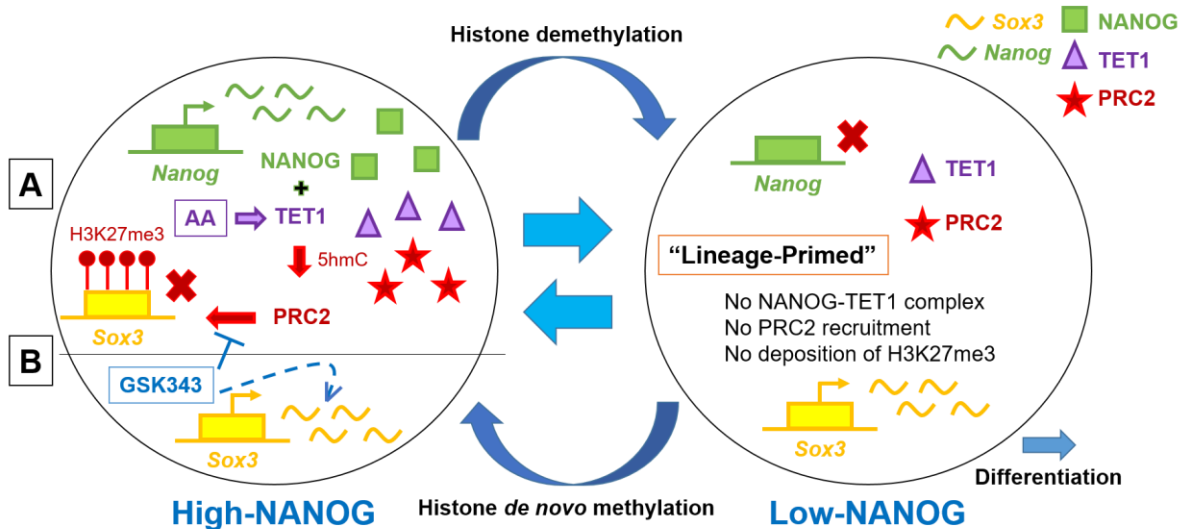 Histone demethylation
Sox3
NANOG
Nanog
TET1
PRC2
A
Nanog
NANOG
+
AA
TET1
H3K27me3
5hmC
Sox3
PRC2
B
GSK343
Sox3
High-NANOG
Histone de novo methylation
Nanog
TET1
PRC2
“Lineage-Primed”
No NANOG-TET1 complex
No PRC2 recruitment
No deposition of H3K27me3
Sox3
Differentiation
Low-NANOG